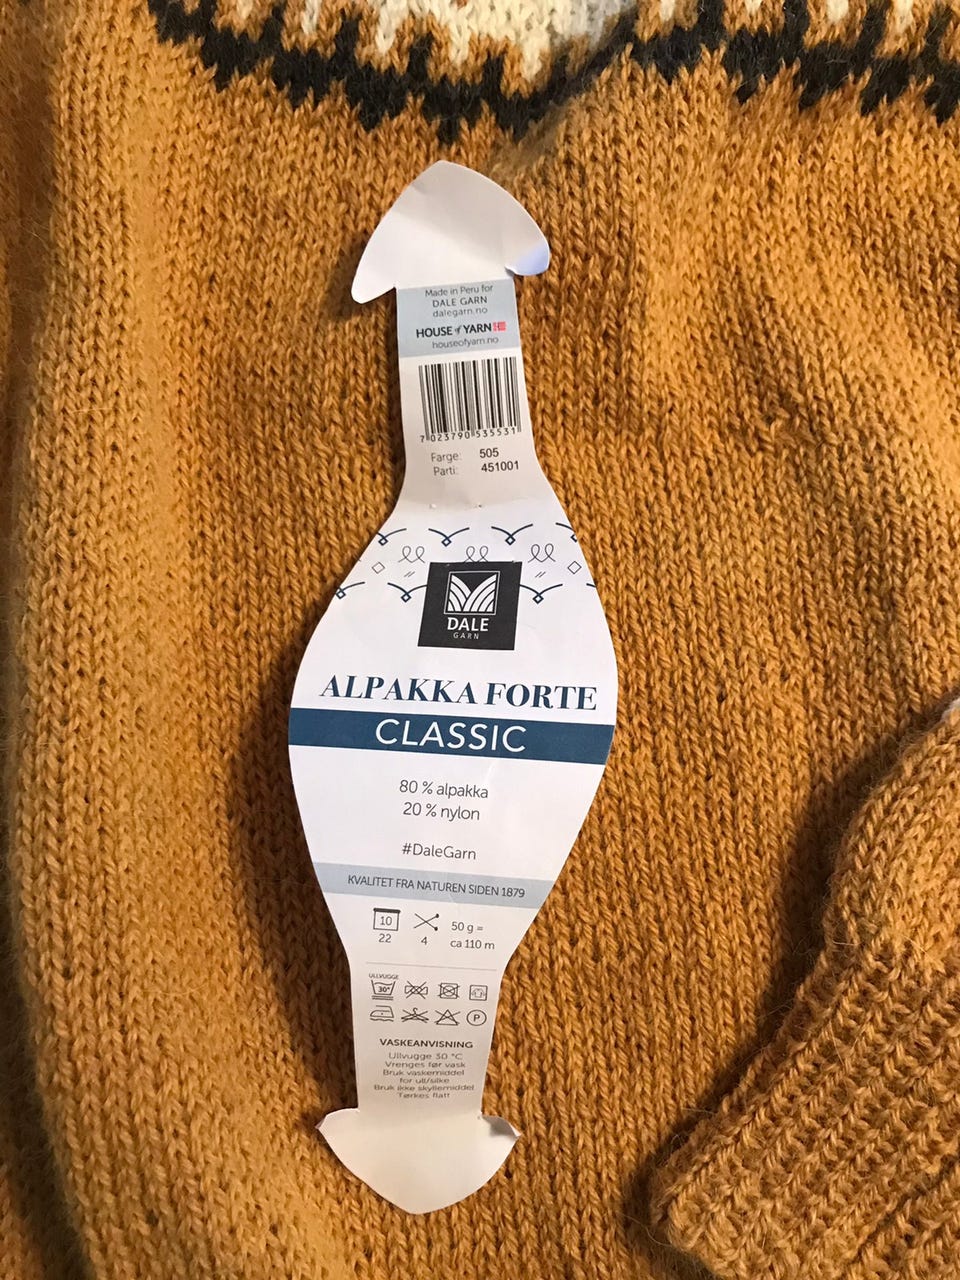 Made in Peru for
DALE GARN
dalegarn.no
HOUSE of YARN
houseofyarn.no
7 023790 535531
Farge: 505
Parti: 451001
DALE
GARN
ALPAKKA FORTE
CLASSIC
80 % alpakka
20 % nylon
#DaleGarn
KVALITET FRA NATUREN SIDEN 1879
10
22
4
50 g =
ca 110 m
ULLVUGGE
30°
P
VASKEANVISNING
Ullvugge 30 °C
Vrenges før vask
Bruk vaskemiddel
for ull/silke
Bruk ikke skyllemiddel
Tørkes flatt